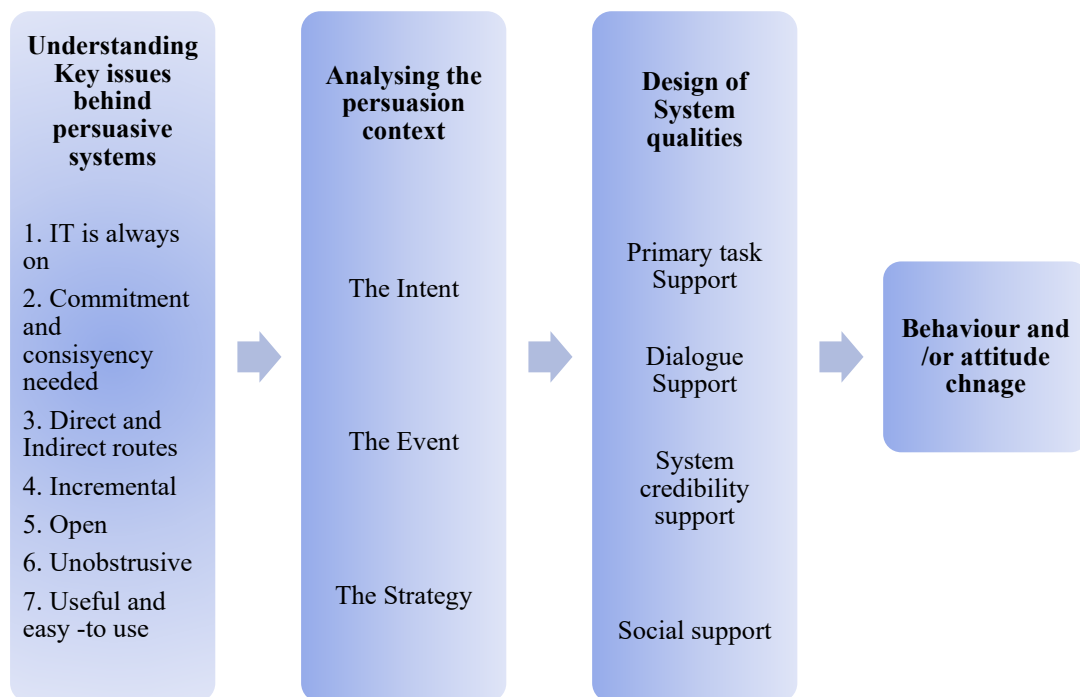 Understanding
Key issues
behind
persuasive
systems
1. IT is always
on
2. Commitment
and
consisyency
needed
3. Direct and
Indirect routes
4. Incremental
5. Open
6. Unobstrusive
7. Useful and
easy -to use
Analysing the
persuasion
context
The Intent
The Event
The Strategy
Design of
System
qualities
Primary task
Support
Dialogue
Support
System
credibility
support
Social support
Behaviour and
/or attitude
chnage